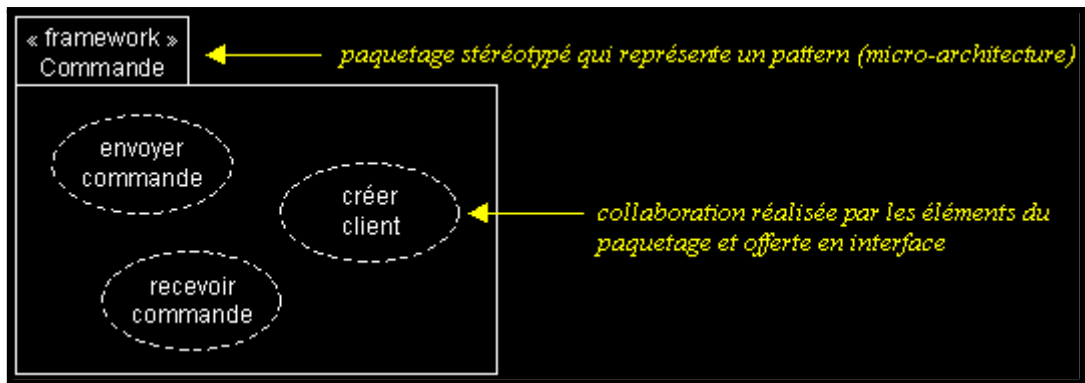 « framework »
Commande
paquetage stéréotypé qui représente un pattern (micro-architecture)
envoyer
commande
créer
client
collaboration réalisée par les éléments du
paquetage et offerte en interface
recevoir
commande